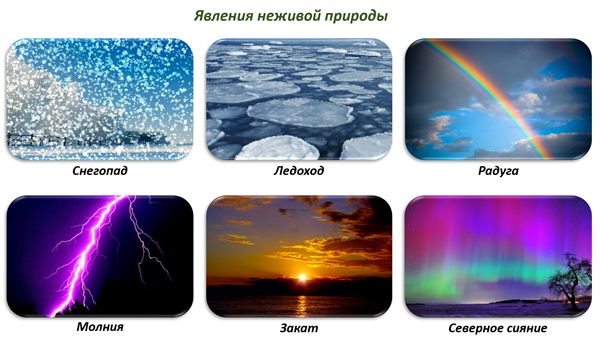 Явления неживой природы
Снегопад
Ледоход
Радуга
Молния
Закат
Северное сияние